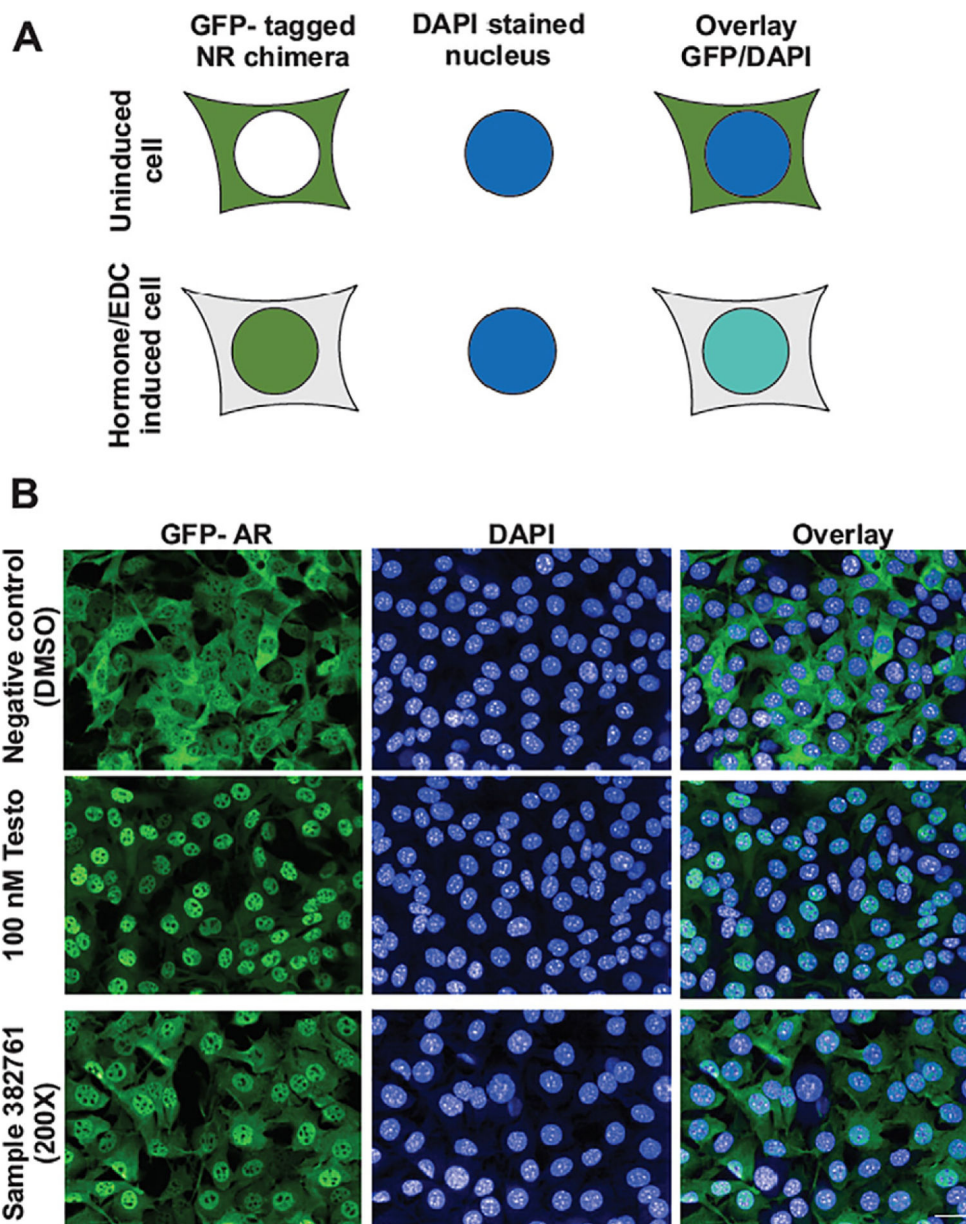 A
GFP- tagged
NR chimera
DAPI stained
nucleus
Overlay
GFP/DAPI
Uninduced
cell
Hormone/EDC
induced cell
B
GFP- AR
DAPI
Overlay
Negative control
(DMSO)
100 nM Testo
Sample 382761
(200X)